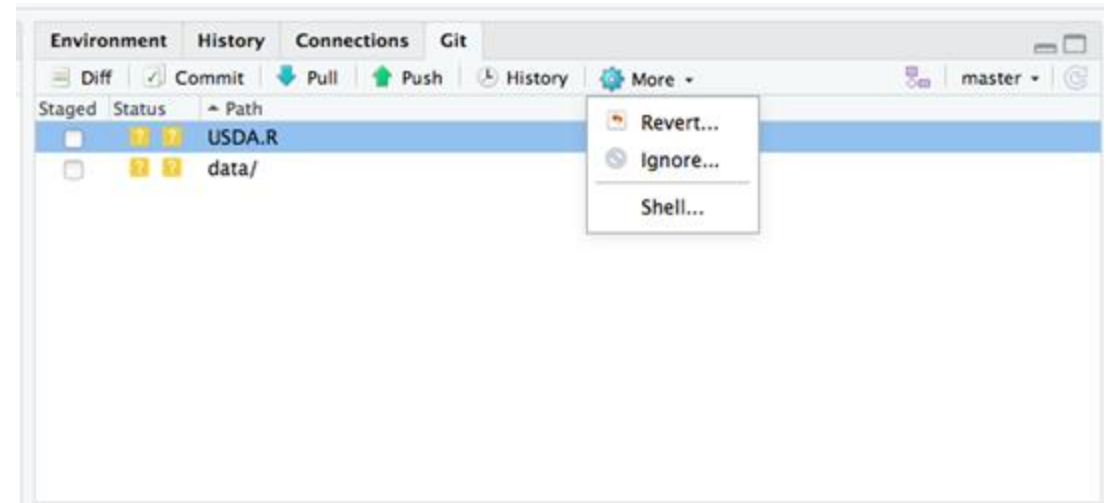 Environment History Connections Git
Diff Commit Pull Push History More master
Staged Status Path
? ? USDA.R
? ? data/
Revert...
Ignore...
Shell...